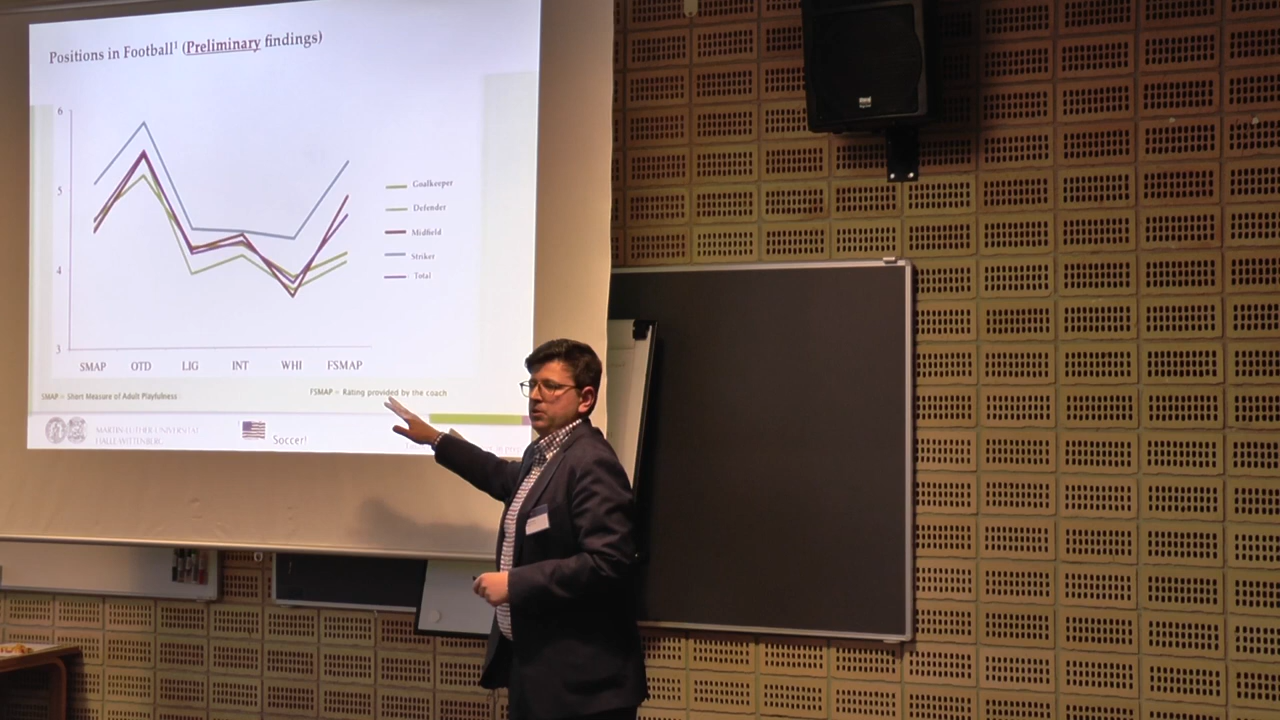 Positions in Football¹ (Preliminary findings)
6
5
4
3
Goalkeeper
Defender
Midfield
Striker
Total
SMAP OTD LIG INT WHI FSMAP
SMAP = Short Measure of Adult Playfulness
FSMAP = Rating provided by the coach
MARTIN-LUTHER-UNIVERSITÄT
HALLE-WITTENBERG
Soccer!